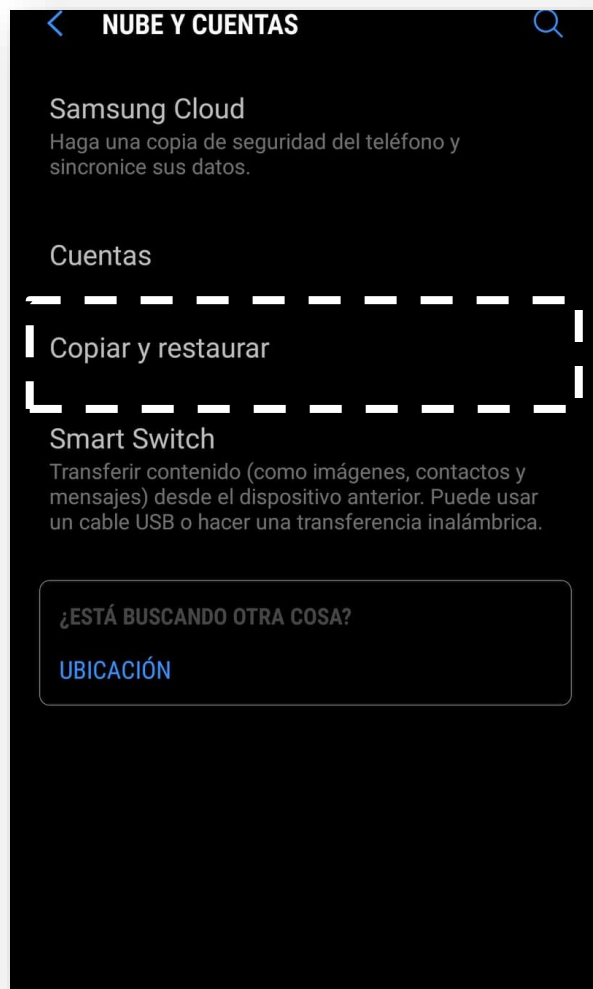 NUBE Y CUENTAS
Samsung Cloud
Haga una copia de seguridad del teléfono y
sincronice sus datos.
Cuentas
Copiar y restaurar
Smart Switch
Transferir contenido (como imágenes, contactos y
mensajes) desde el dispositivo anterior. Puede usar
un cable USB o hacer una transferencia inalámbrica.
¿ESTÁ BUSCANDO OTRA COSA?
UBICACIÓN